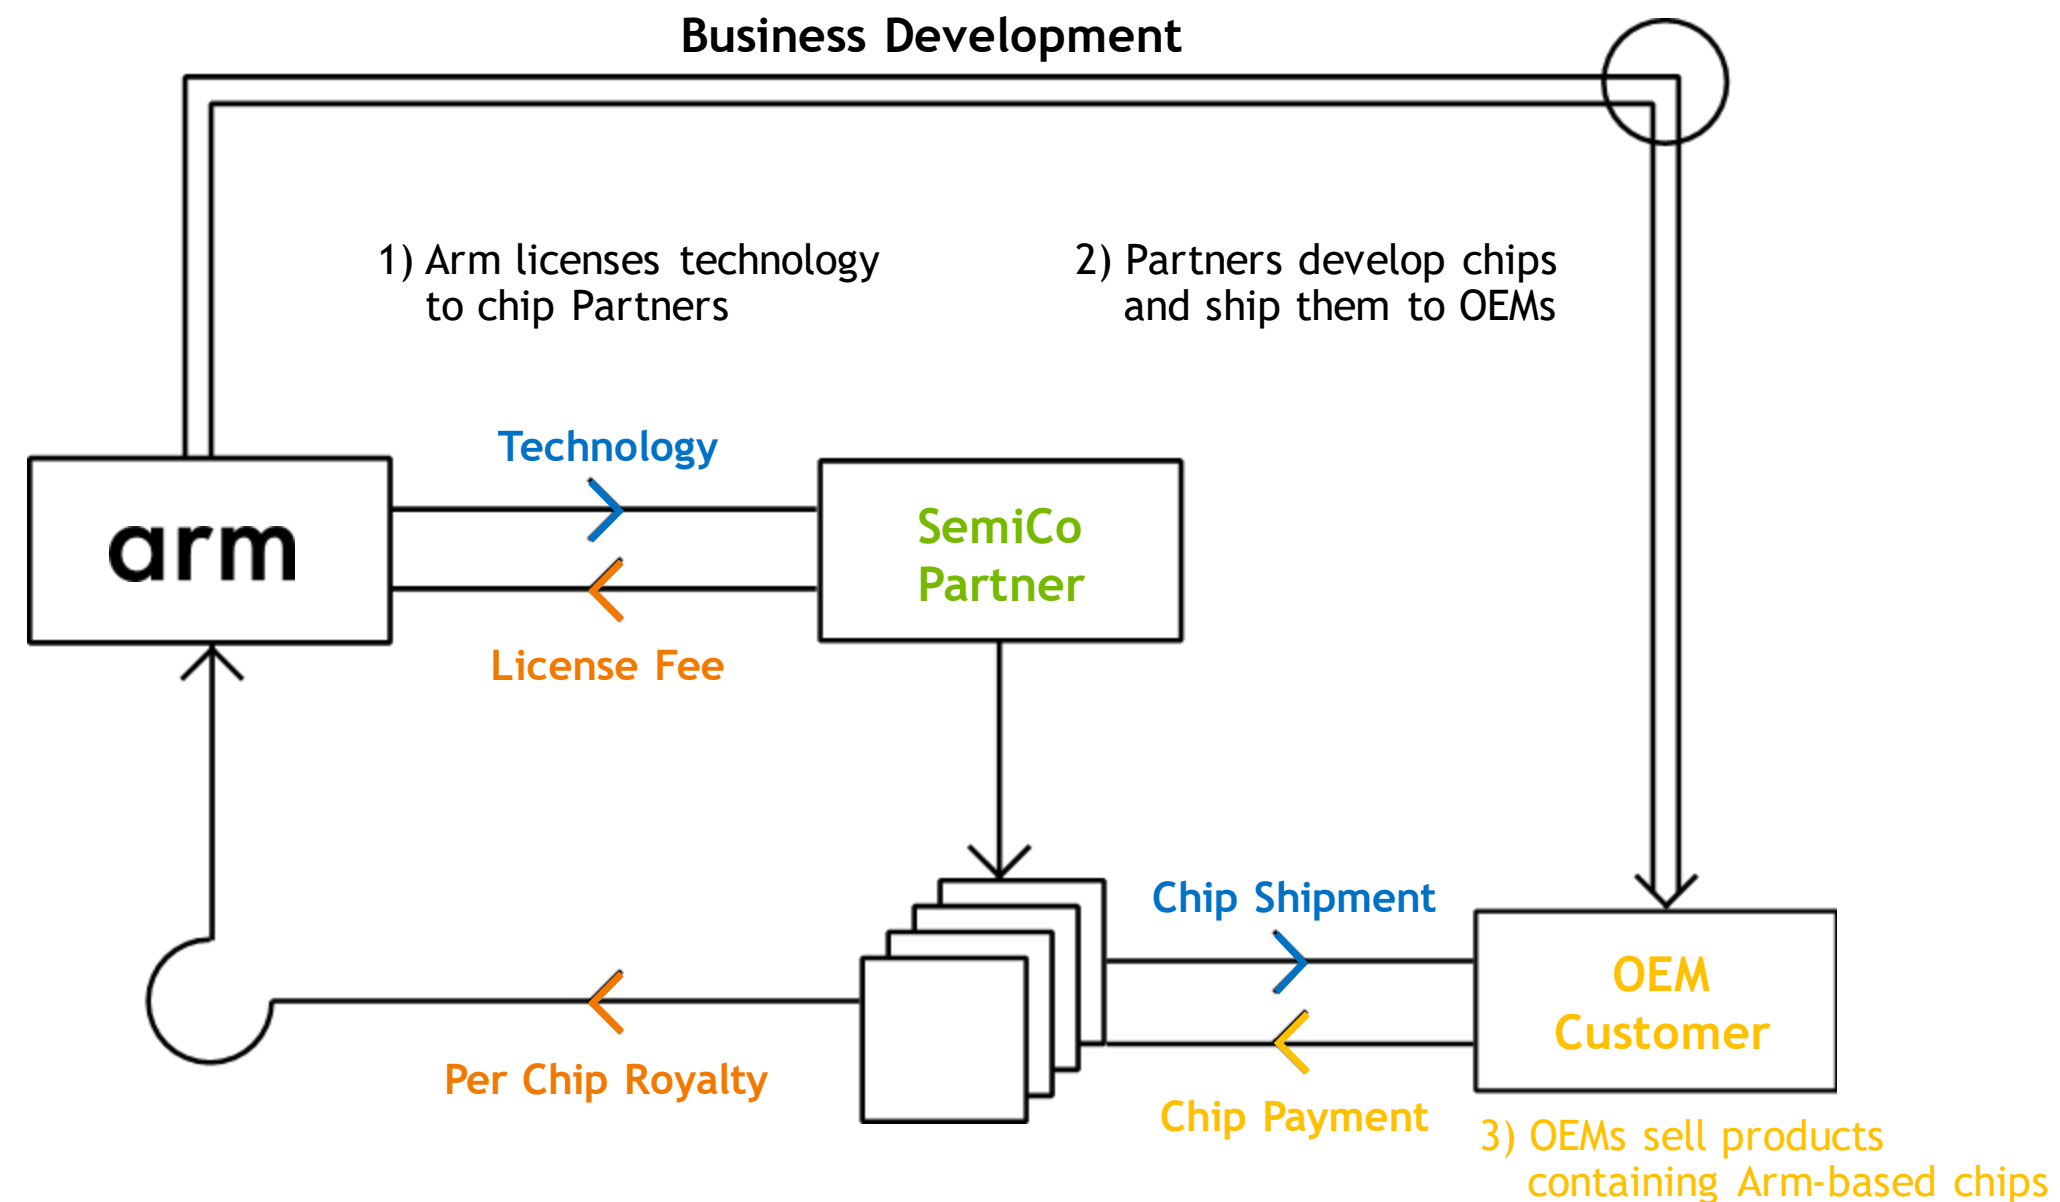 Business Development
1) Arm licenses technology
to chip Partners
2) Partners develop chips
and ship them to OEMs
Technology
arm
SemiCo
Partner
License Fee
Chip Shipment
OEM
Customer
Per Chip Royalty
Chip Payment
3) OEMs sell products
containing Arm-based chips